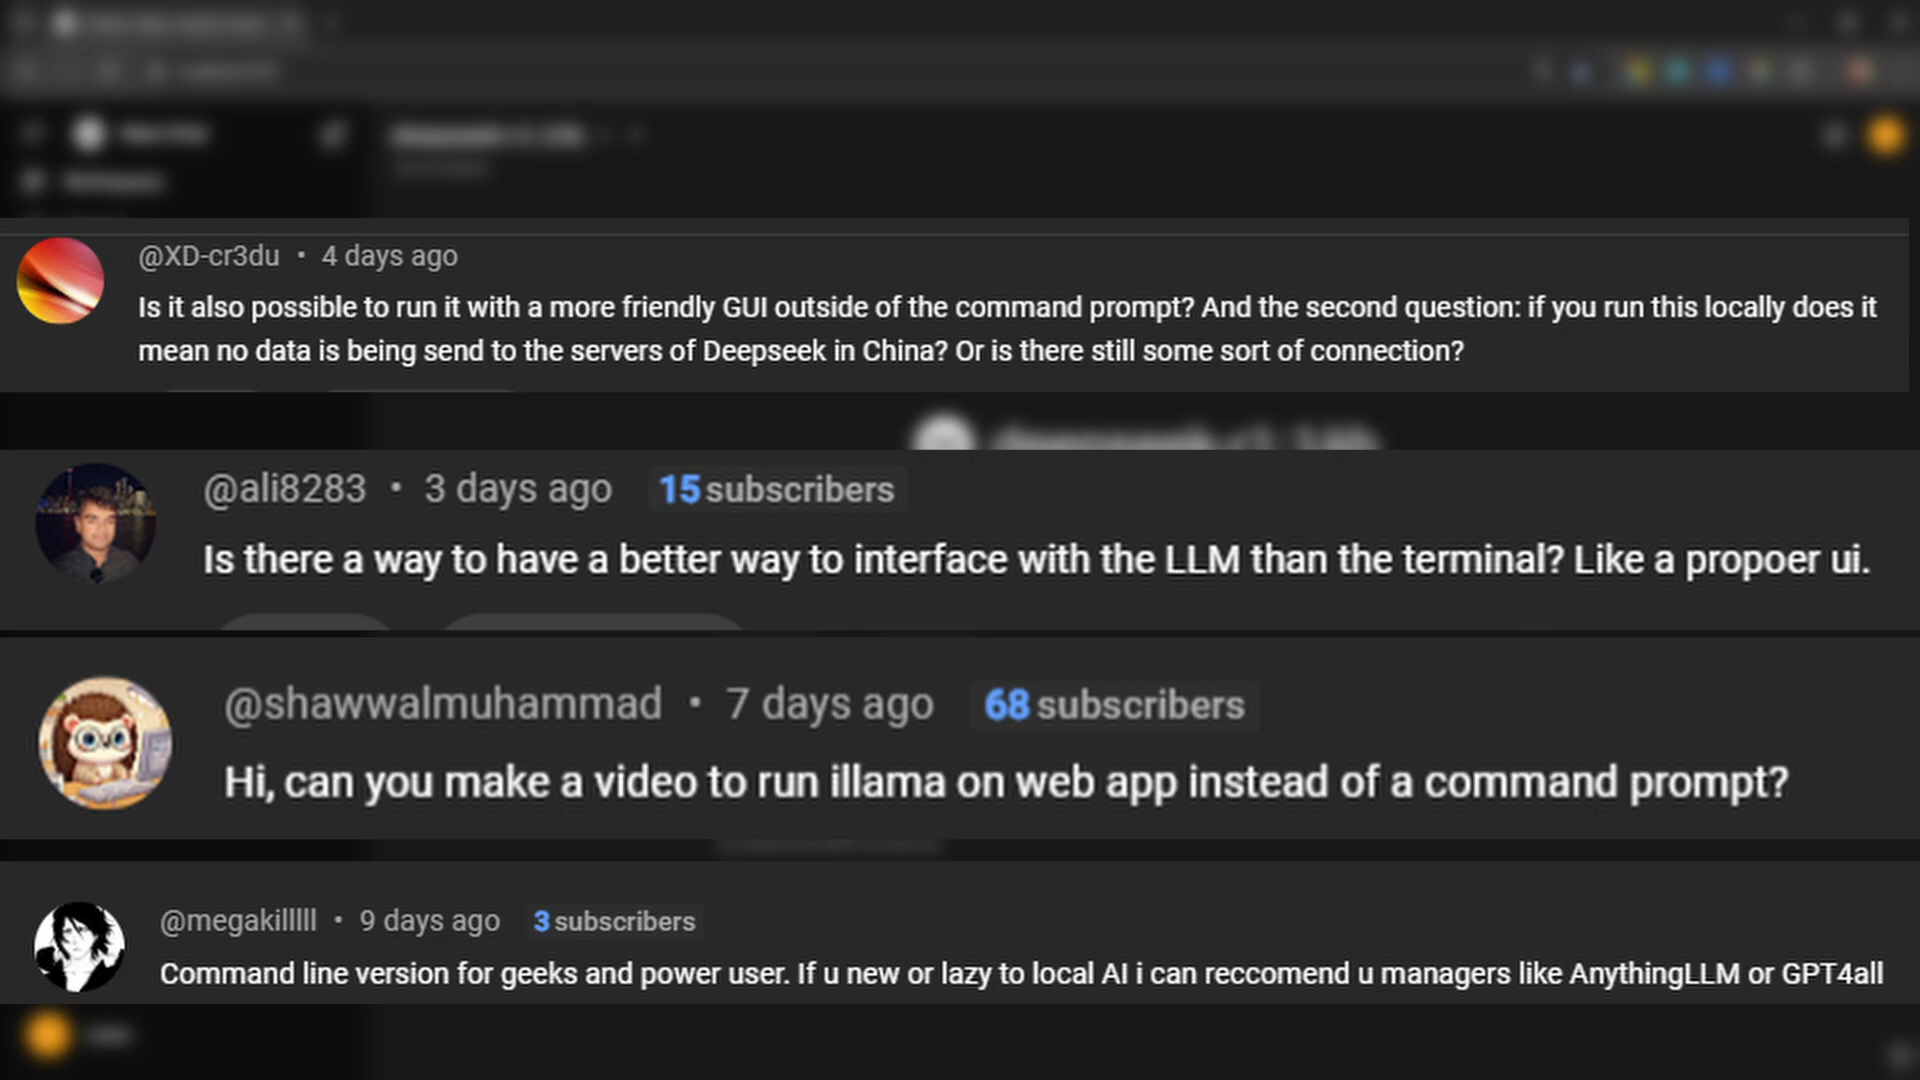 @XD-cr3du • 4 days ago
Is it also possible to run it with a more friendly GUI outside of the command prompt? And the second question: if you run this locally does it
mean no data is being send to the servers of Deepseek in China? Or is there still some sort of connection?
@ali8283 • 3 days ago 15 subscribers
Is there a way to have a better way to interface with the LLM than the terminal? Like a propoer ui.
@shawwalmuhammad • 7 days ago 68 subscribers
Hi, can you make a video to run illama on web app instead of a command prompt?
@megakilllll • 9 days ago 3 subscribers
Command line version for geeks and power user. If u new or lazy to local AI i can reccomend u managers like AnythingLLM or GPT4all